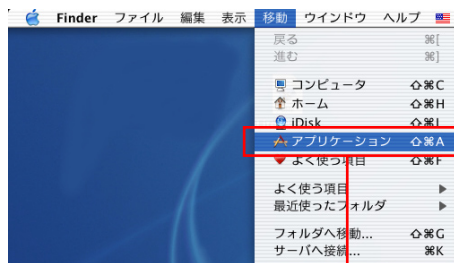 Finder ファイル 編集 表示 移動 ウインドウ ヘルプ
戻る ⌘[
進む ⌘]
コンピュータ ⇧⌘C
ホーム ⇧⌘H
iDisk ⇧⌘I
アプリケーション ⇧⌘A
よく使う項目 ⇧⌘F
よく使う項目 ▶
最近使ったフォルダ ▶
フォルダへ移動... ⇧⌘G
サーバへ接続... ⌘K